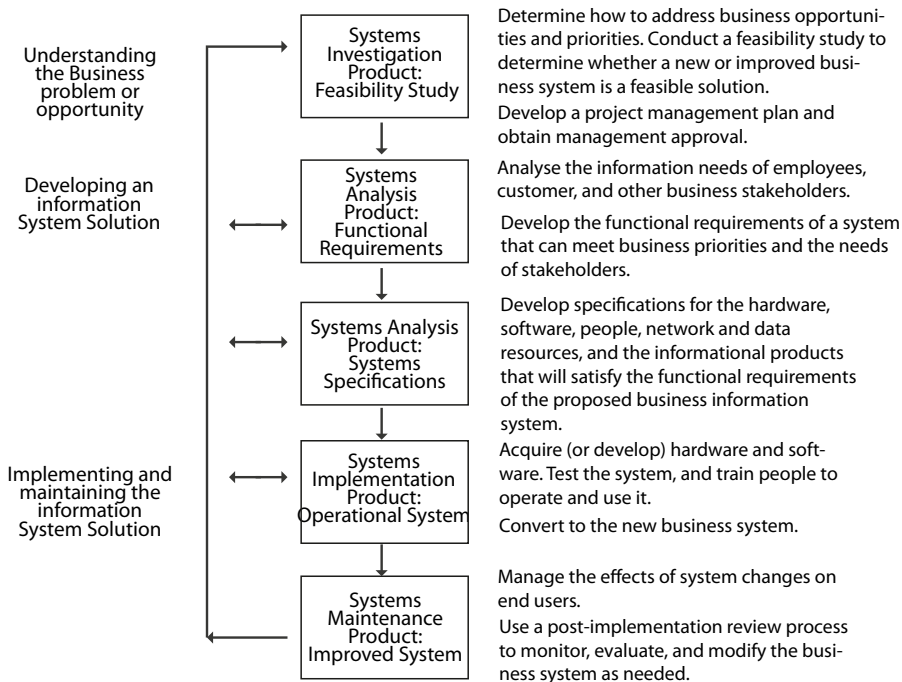 Understanding
the Business
problem or
opportunity
Systems
Investigation
Product:
Feasibility Study
Determine how to address business opportuni-
ties and priorities. Conduct a feasibility study to
determine whether a new or improved busi-
ness system is a feasible solution.
Develop a project management plan and
obtain management approval.
Developing an
information
System Solution
Systems
Analysis
Product:
Functional
Requirements
Analyse the information needs of employees,
customer, and other business stakeholders.
Develop the functional requirements of a system
that can meet business priorities and the needs
of stakeholders.
Systems Analysis
Product:
Systems
Specifications
Develop specifications for the hardware,
software, people, network and data
resources, and the informational products
that will satisfy the functional requirements
of the proposed business information
system.
Implementing and
maintaining the
information
System Solution
Systems
Implementation
Product:
Operational System
Acquire (or develop) hardware and soft-
ware. Test the system, and train people to
operate and use it.
Convert to the new business system.
Systems
Maintenance
Product:
Improved System
Manage the effects of system changes on
end users.
Use a post-implementation review process
to monitor, evaluate, and modify the busi-
ness system as needed.